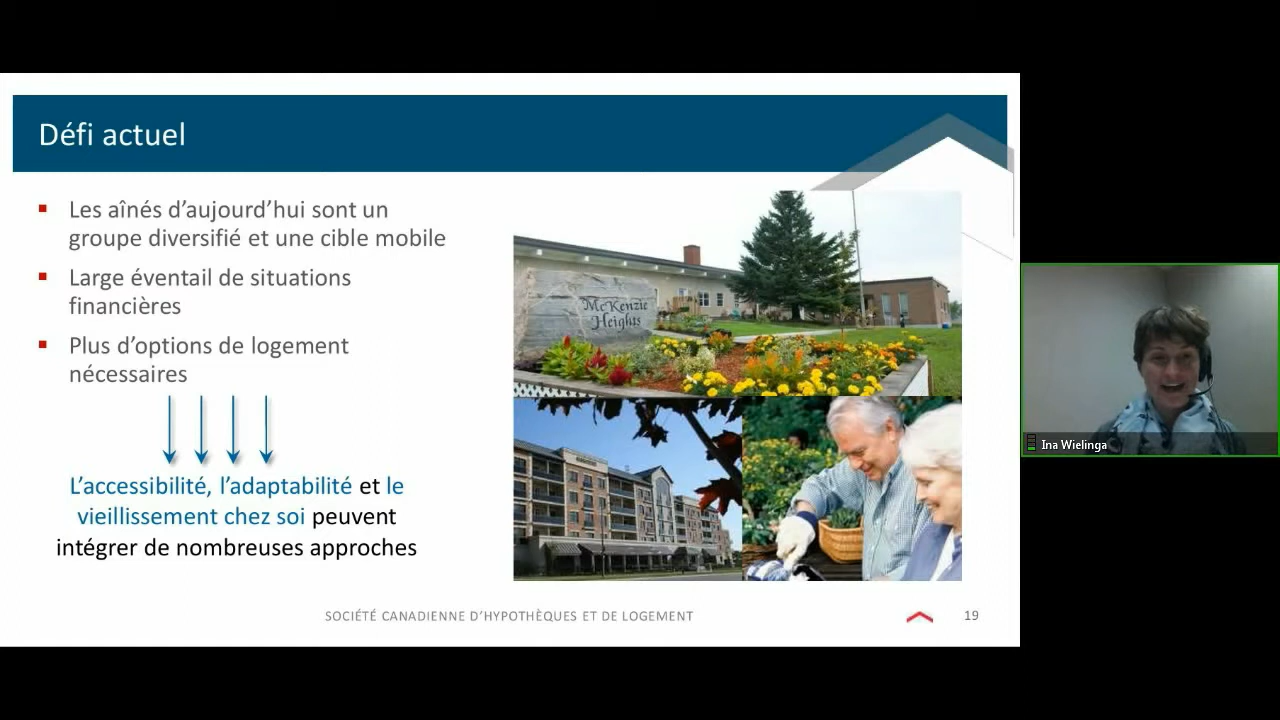 Défi actuel
Les aînés d’aujourd’hui sont un
groupe diversifié et une cible mobile
Large éventail de situations
financières
Plus d’options de logement
nécessaires
L’accessibilité, l’adaptabilité et le
vieillissement chez soi peuvent
intégrer de nombreuses approches
McKenzie
Heights
SOCIÉTÉ CANADIENNE D’HYPOTHÈQUES ET DE LOGEMENT
19
Ina Wielinga